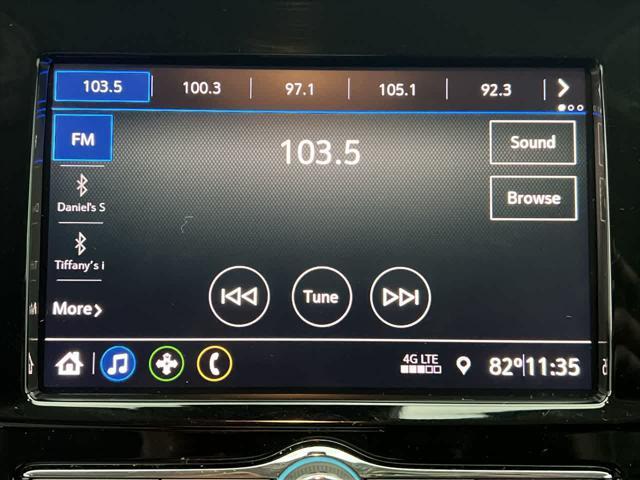 103.5 100.3 97.1 105.1 92.3
FM
103.5
Sound
Daniel's S
Browse
Tiffany's i
More
Tune
4G LTE
82° 11:35